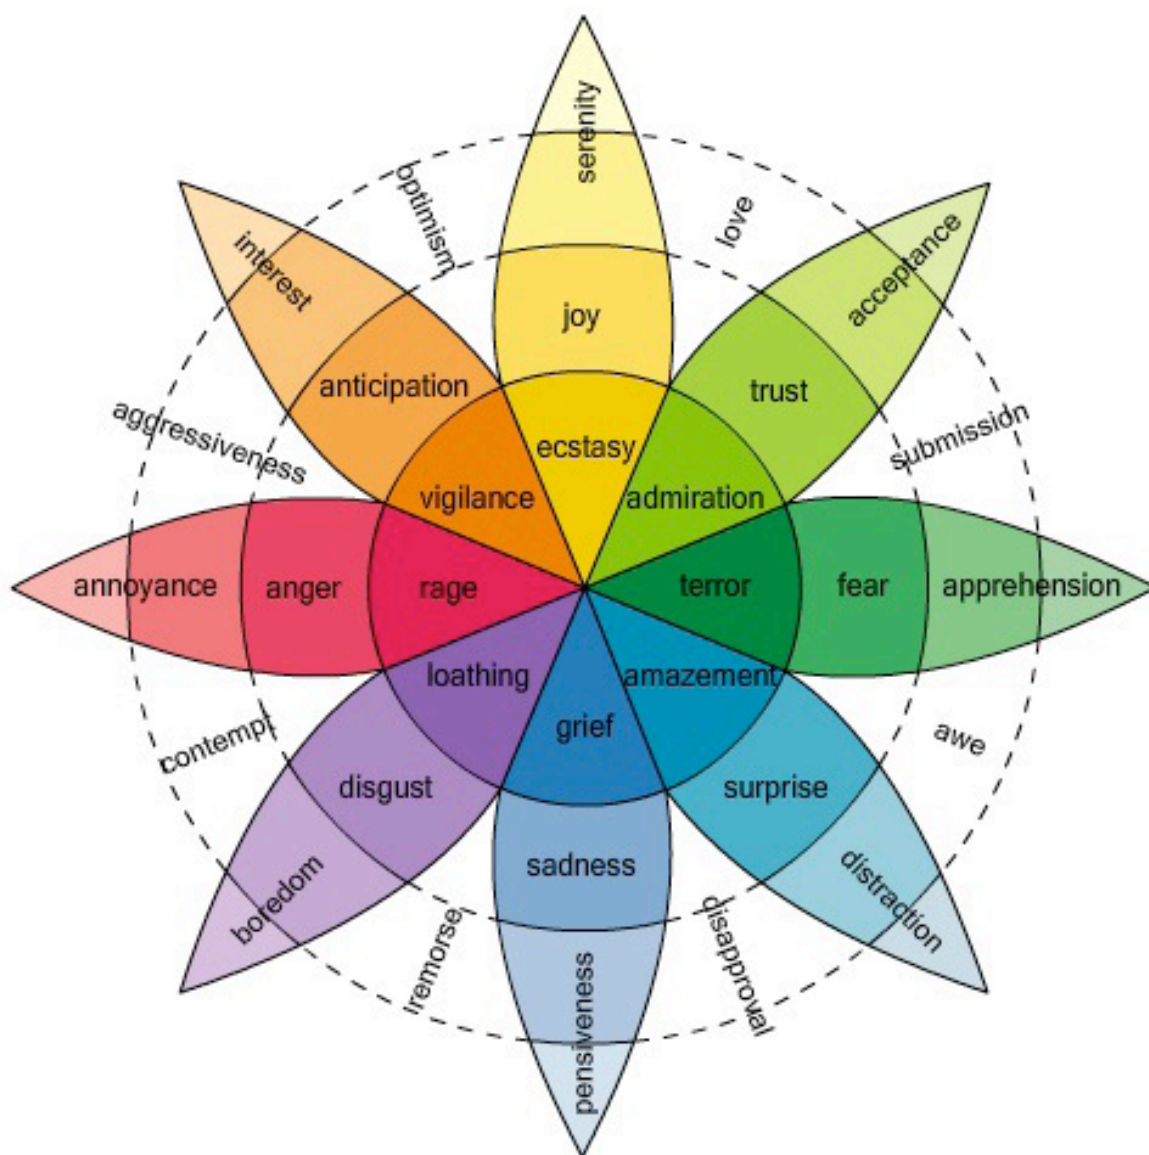 serenity
optimism
love
interest
acceptance
joy
anticipation
trust
aggressiveness
submission
ecstasy
vigilance
admiration
annoyance
anger
rage
terror
fear
apprehension
loathing
amazement
contempt
grief
awe
disgust
surprise
sadness
boredom
distraction
remorse
disapproval
pensiveness